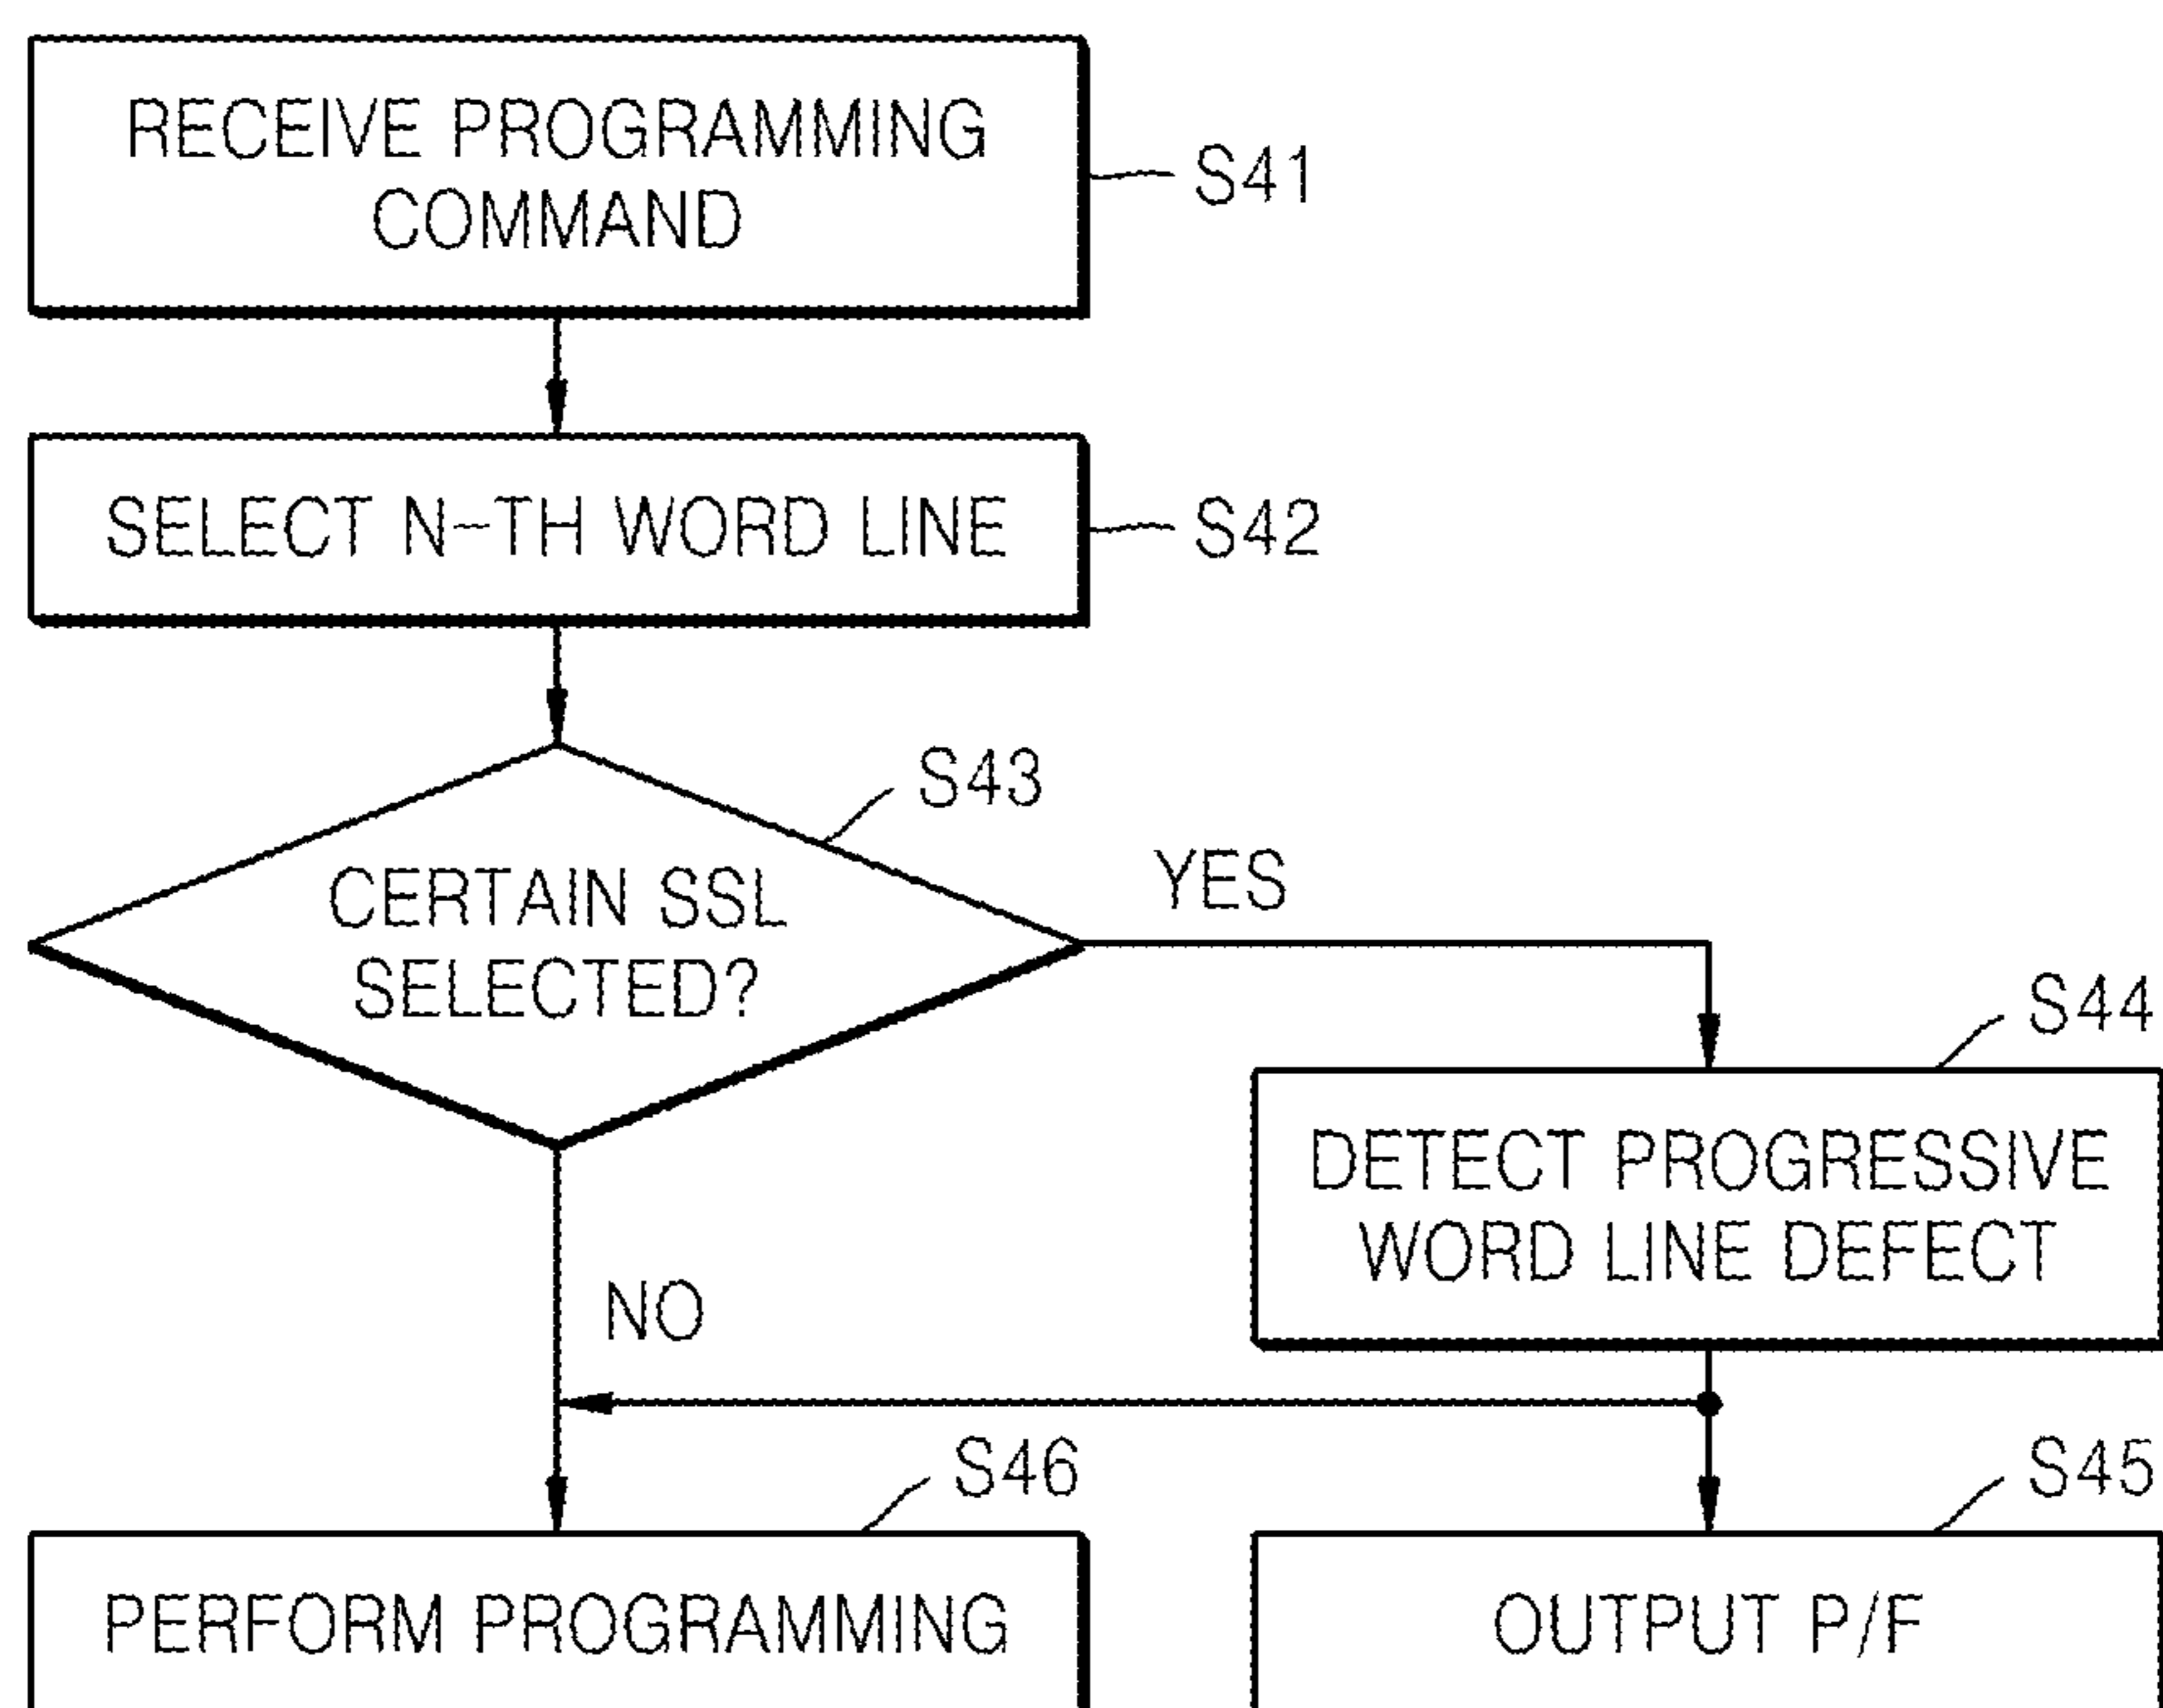 RECEIVE PROGRAMMING
COMMAND
S41
SELECT N-TH WORD LINE
S42
S43
CERTAIN SSL
SELECTED?
YES
S44
DETECT PROGRESSIVE
WORD LINE DEFECT
NO
S46
S45
PERFORM PROGRAMMING
OUTPUT P/F